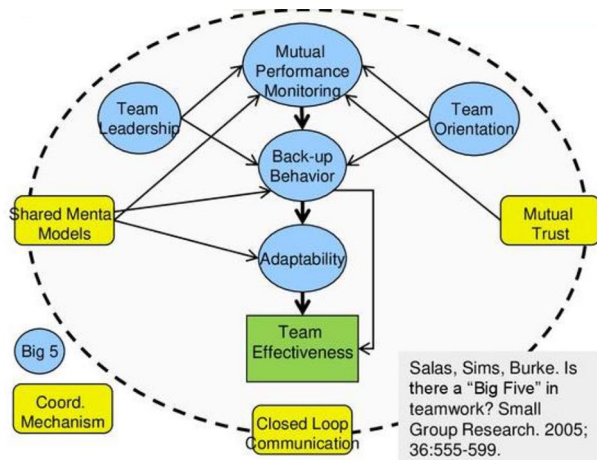 Mutual
Performance
Monitoring
Team
Leadership
Team
Orientation
Back-up
Behavior
Shared Mental
Models
Mutual
Trust
Adaptability
Team
Effectiveness
Big 5
Coord.
Mechanism
Closed Loop
Communication
Salas, Sims, Burke. Is
there a “Big Five” in
teamwork? Small
Group Research. 2005;
36:555-599.